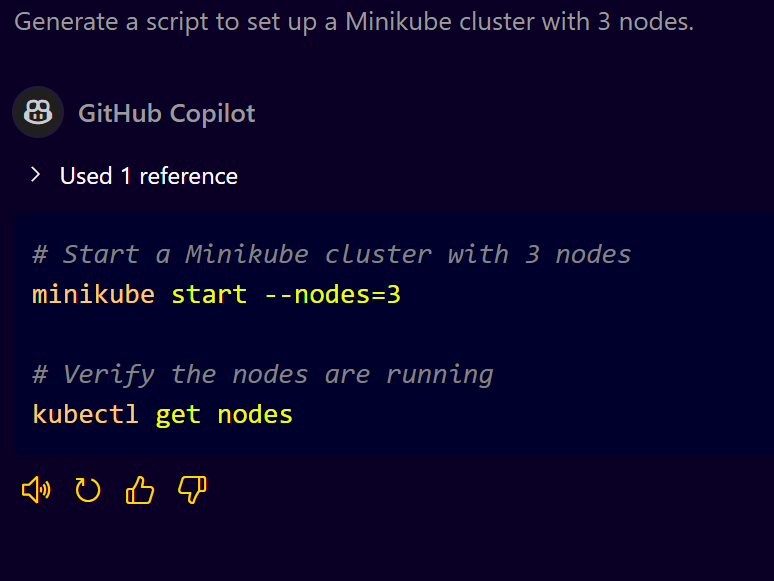 Generate a script to set up a Minikube cluster with 3 nodes.
GitHub Copilot
Used 1 reference
# Start a Minikube cluster with 3 nodes
minikube start --nodes=3
# Verify the nodes are running
kubectl get nodes